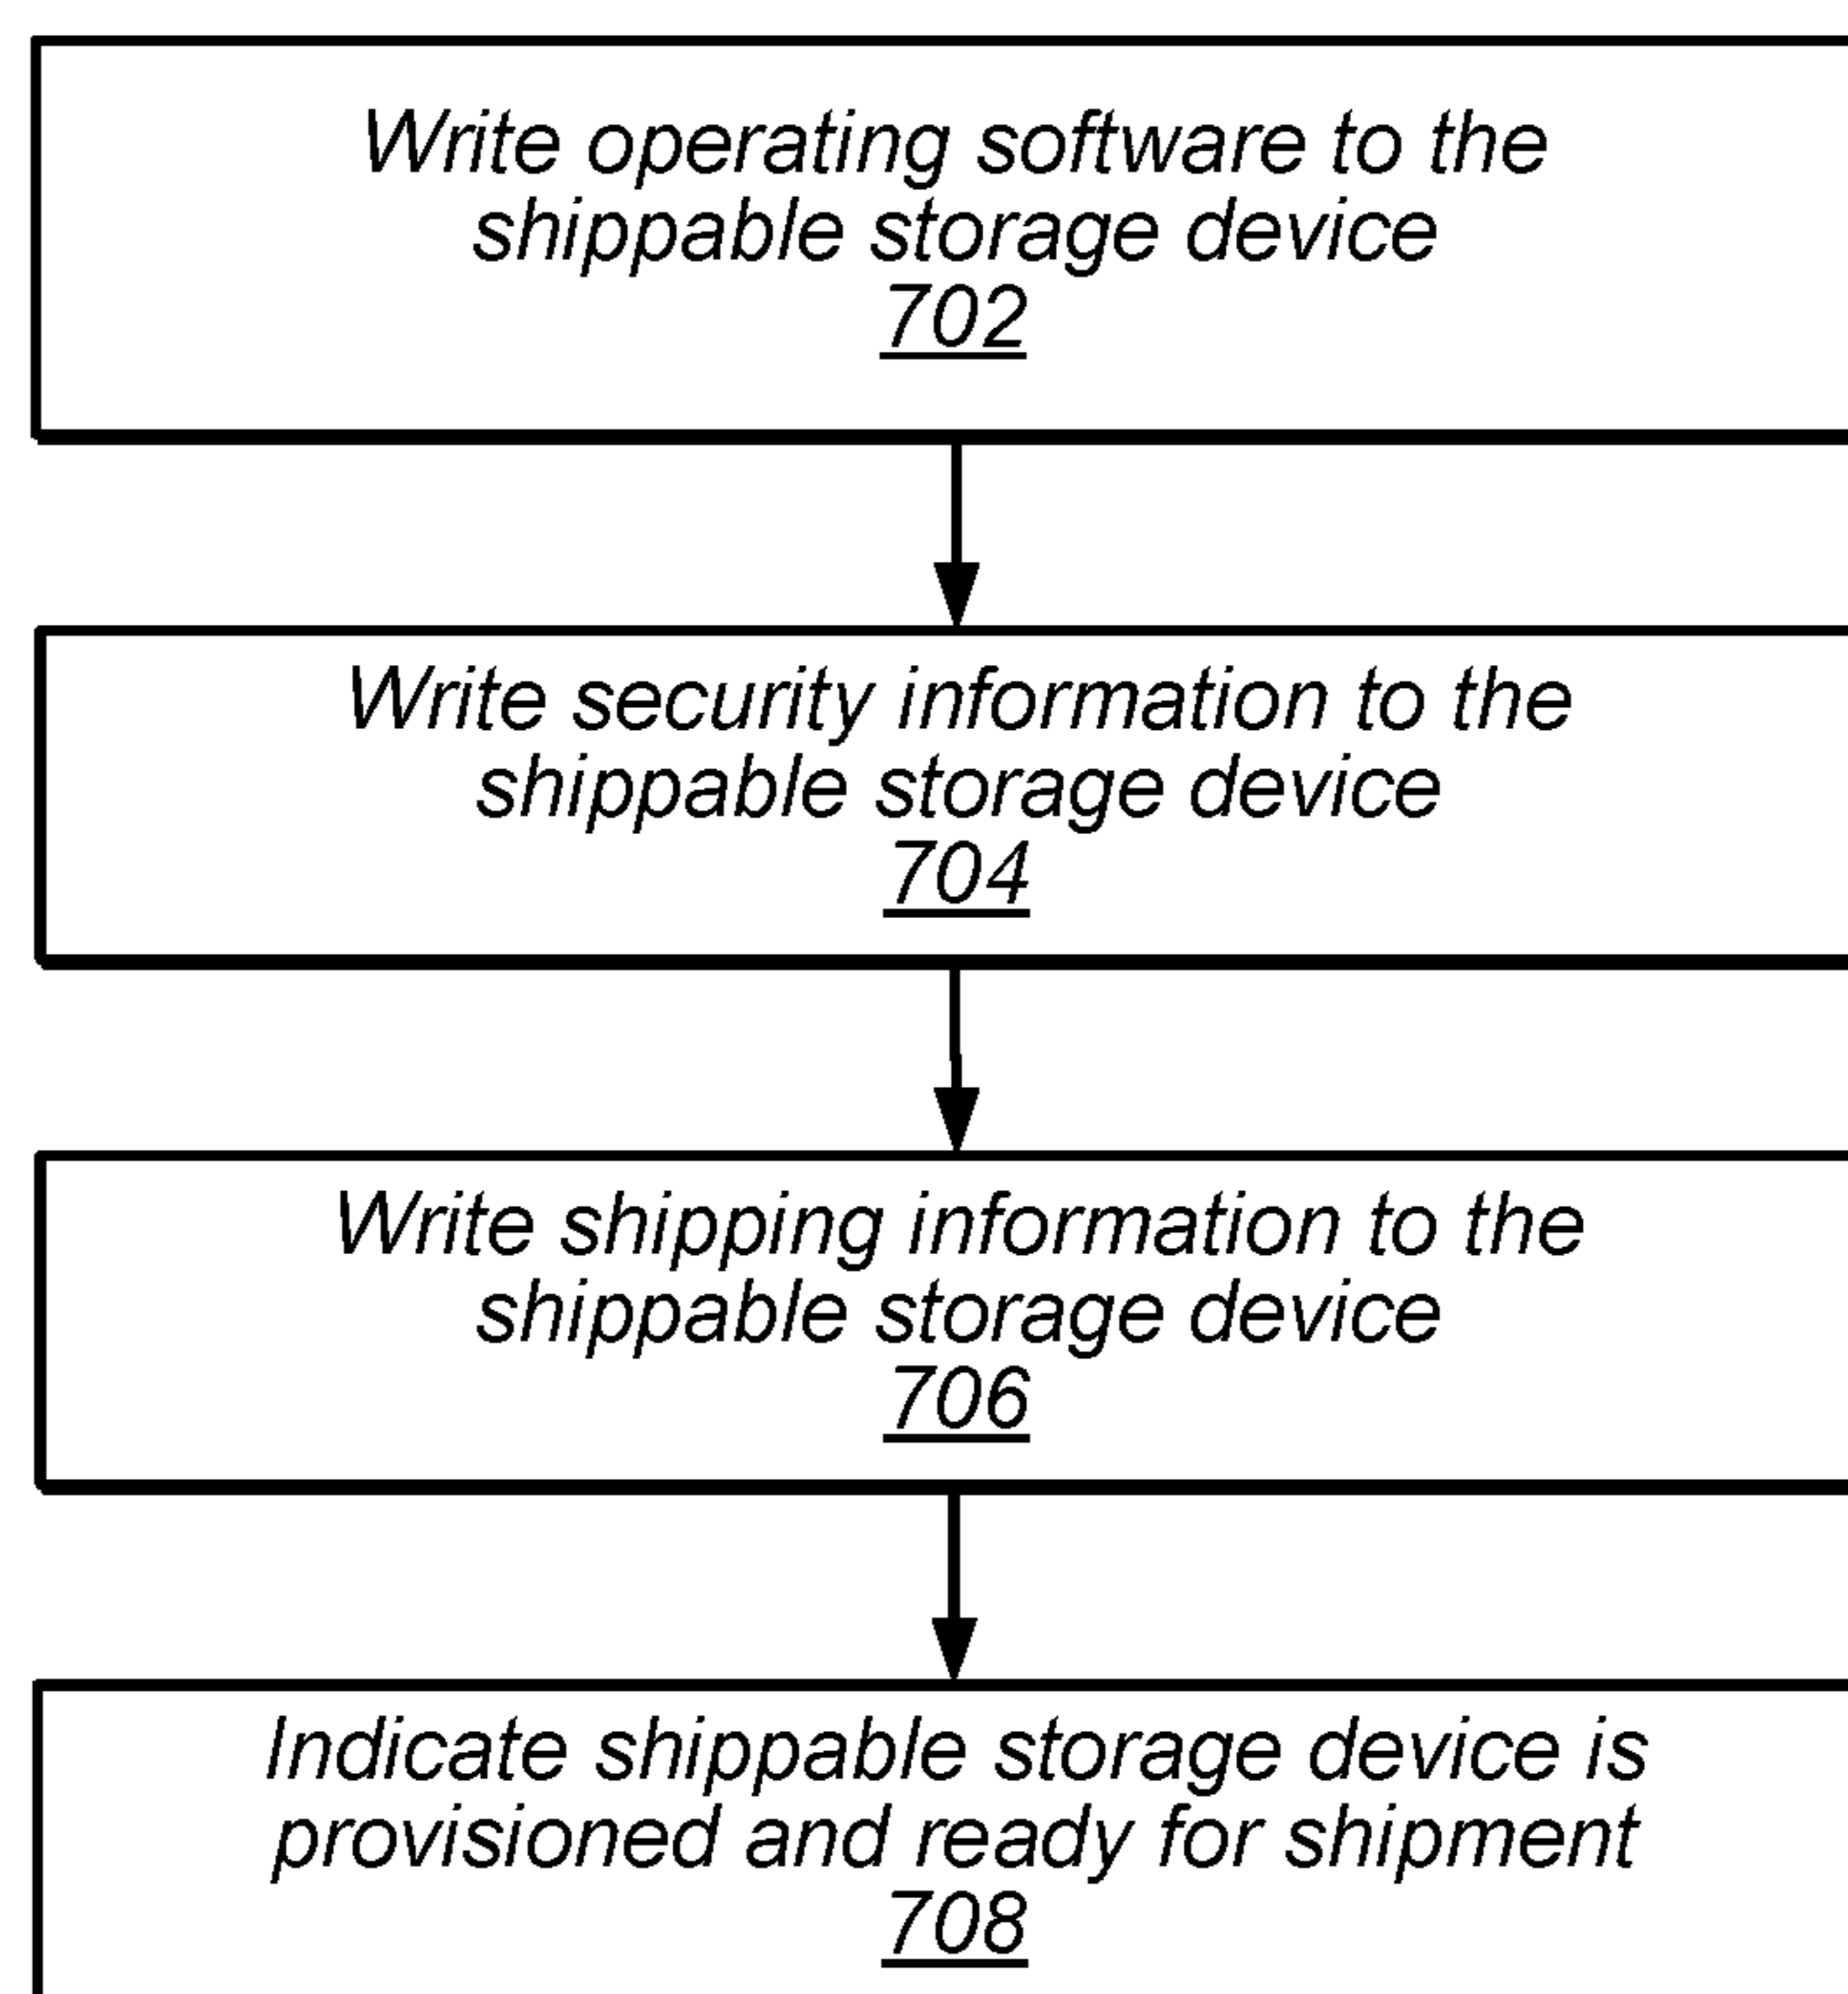 Write operating software to the
shippable storage device
702
Write security information to the
shippable storage device
704
Write shipping information to the
shippable storage device
706
Indicate shippable storage device is
provisioned and ready for shipment
708